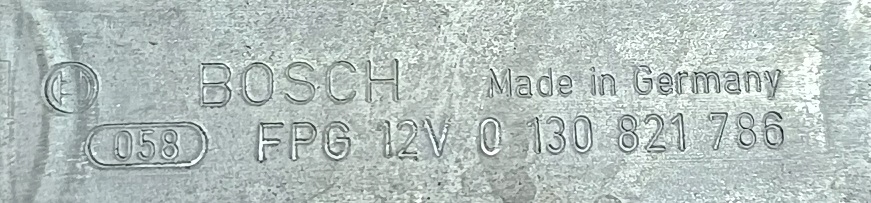 BOSCH Made in Germany
058 FPG 12V 0 130 821 786